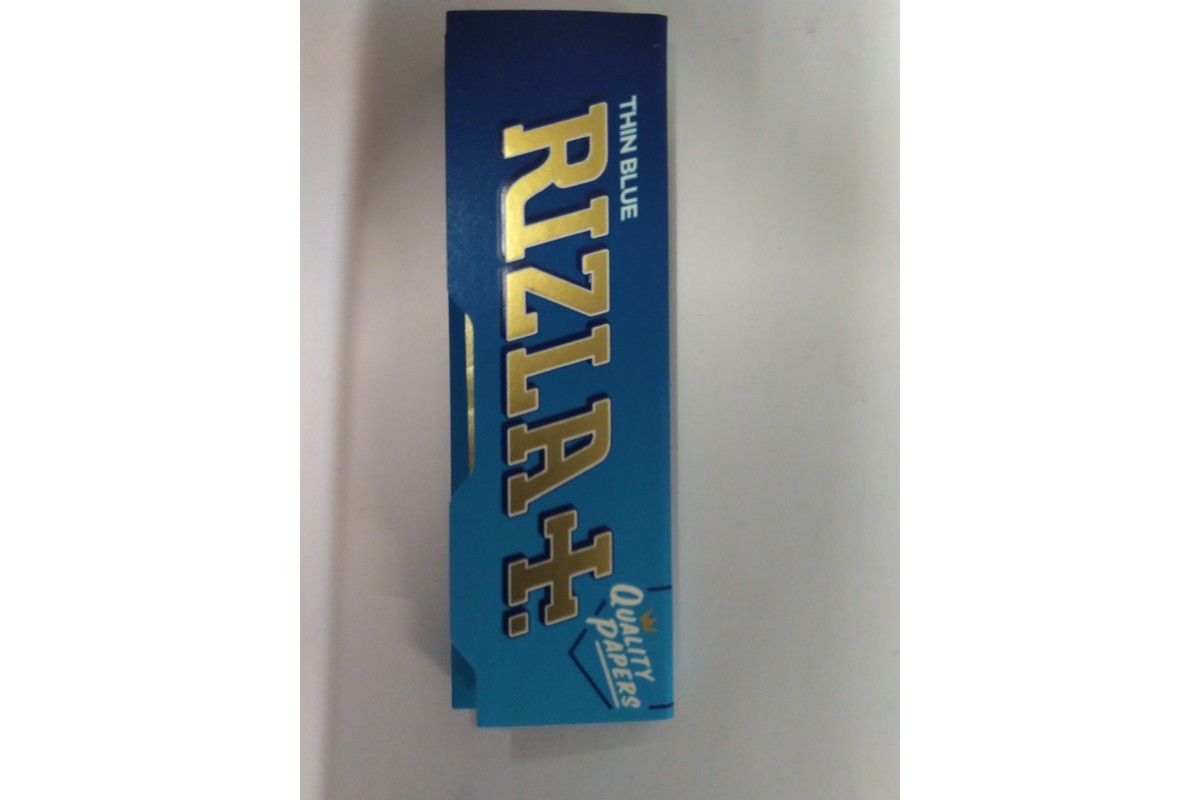 THIN BLUE
RIZLA+.
QUALITY
PAPERS